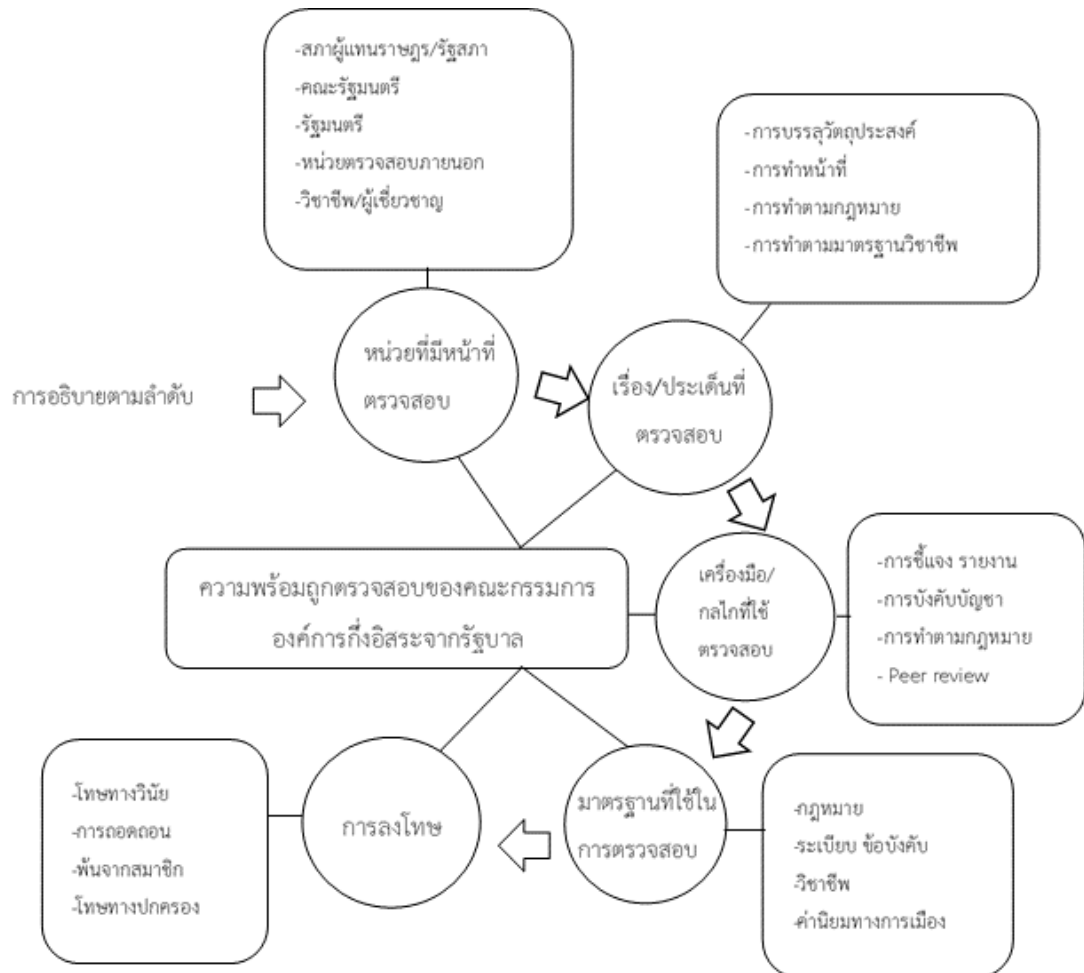 -สภาผู้แทนราษฎร/รัฐสภา
-คณะรัฐมนตรี
-รัฐมนตรี
-หน่วยตรวจสอบภายนอก
-วิชาชีพ/ผู้เชี่ยวชาญ
-การบรรลุวัตถุประสงค์
-การทำหน้าที่
-การทำตามกฎหมาย
-การทำตามมาตรฐานวิชาชีพ
การอธิบายตามลำดับ
หน่วยที่มีหน้าที่
ตรวจสอบ
เรื่อง/ประเด็นที่
ตรวจสอบ
ความพร้อมถูกตรวจสอบของคณะกรรมการ
องค์การกึ่งอิสระจากรัฐบาล
เครื่องมือ/
กลไกที่ใช้
ตรวจสอบ
-การชี้แจง รายงาน
-การบังคับบัญชา
-การทำตามกฎหมาย
- Peer review
มาตรฐานที่ใช้ใน
การตรวจสอบ
-กฎหมาย
-ระเบียบ ข้อบังคับ
-วิชาชีพ
-ค่านิยมทางการเมือง
การลงโทษ
-โทษทางวินัย
-การถอดถอน
-พ้นจากสมาชิก
-โทษทางปกครอง